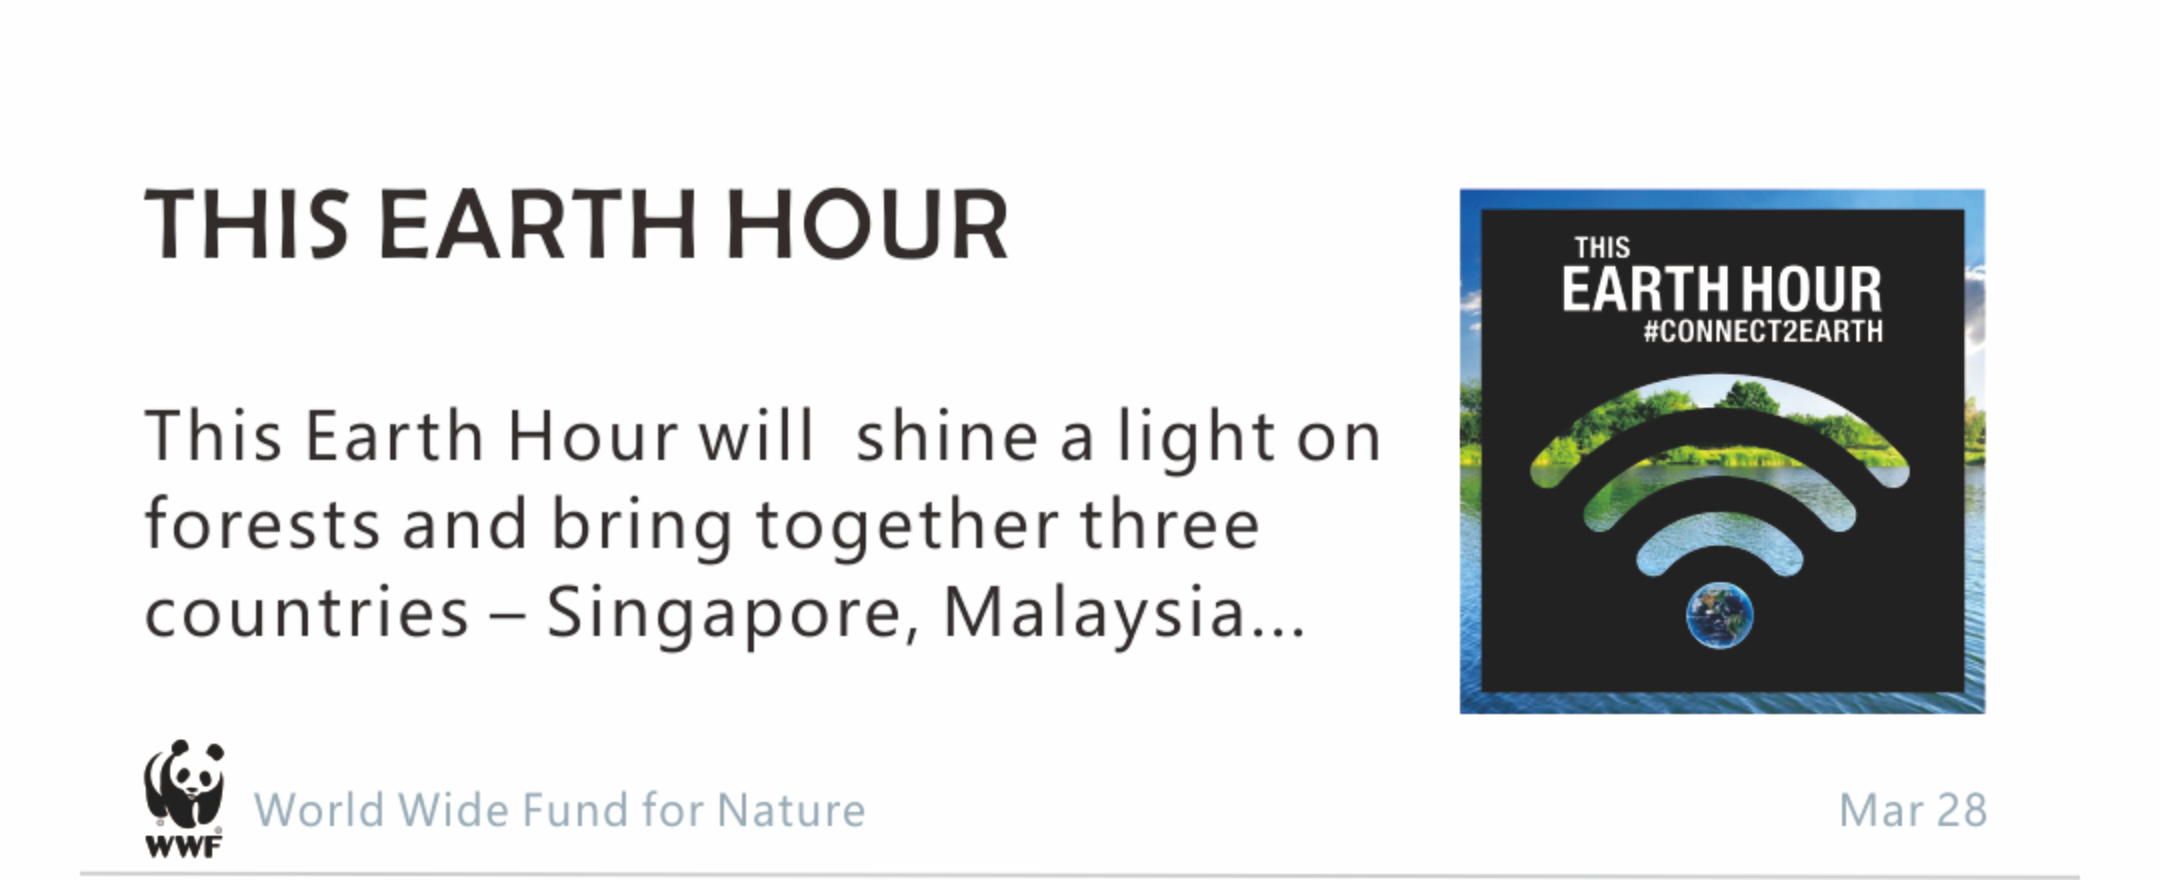 THIS EARTH HOUR
This Earth Hour will shine a light on
forests and bring together three
countries – Singapore, Malaysia...
THIS
EARTH HOUR
#CONNECT2EARTH
WWF
World Wide Fund for Nature
Mar 28